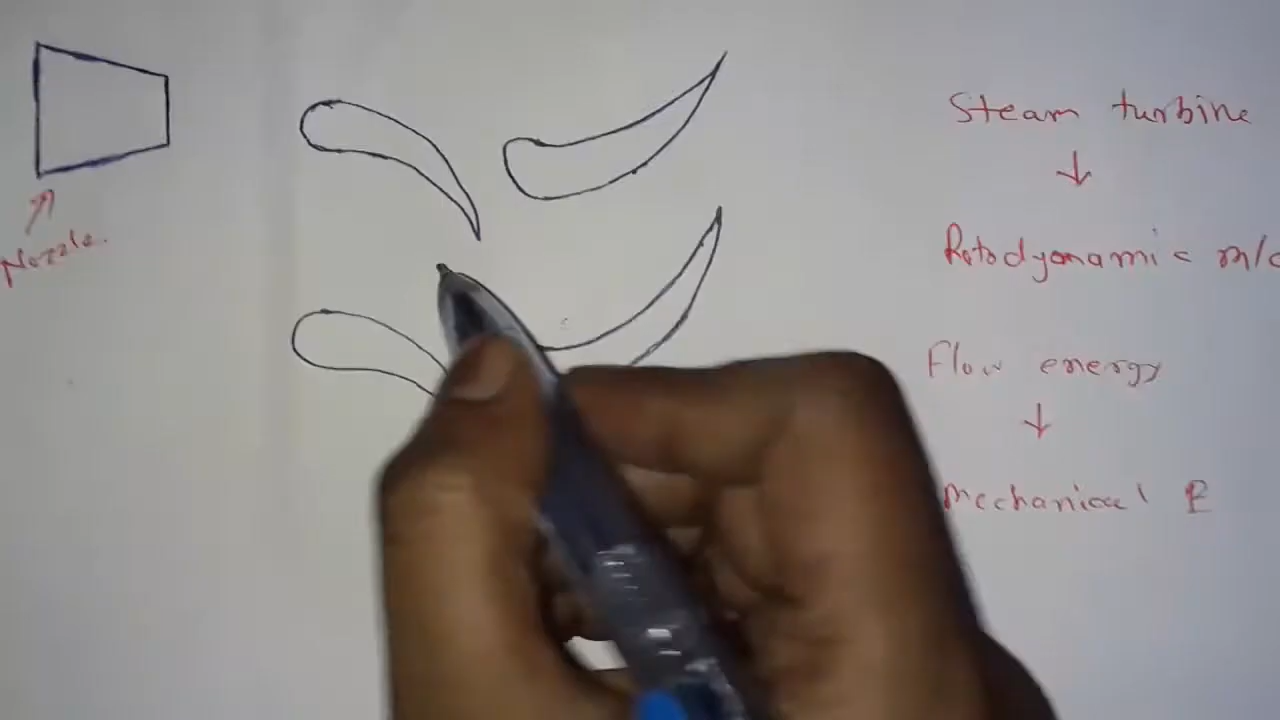 Nozzle.
Steam turbine
↓
Rotodynamic m/c
Flow energy
↓
Mechanical E